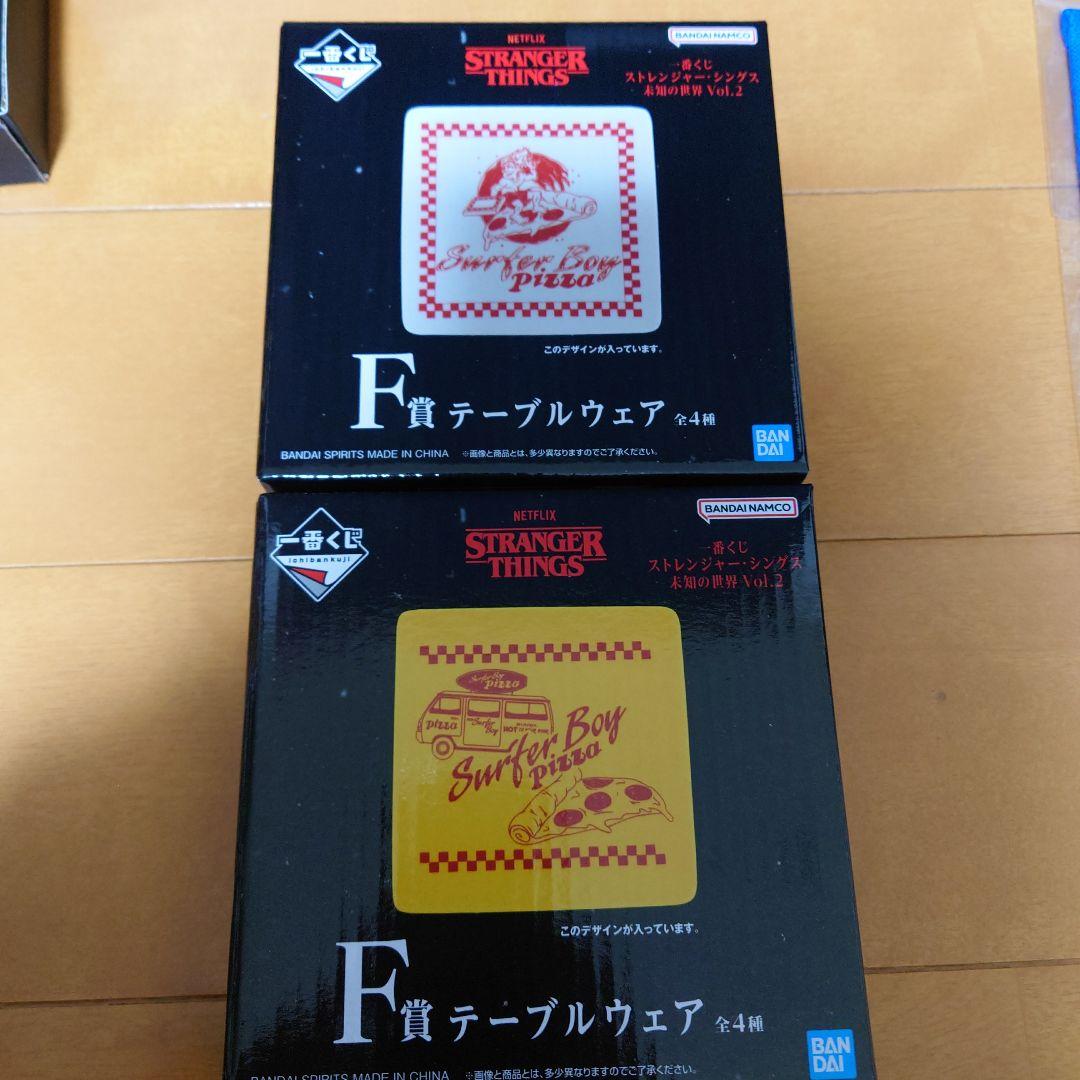 一番くじ
ichibankuji
NETFLIX
STRANGER
THINGS
BANDAI NAMCO
一番くじ
ストレンジャー・シングス
未知の世界 Vol.2
Surfer Boy
pizza
このデザインが入っています。
F賞 テーブルウェア 全4種
BANDAI SPIRITS MADE IN CHINA ※画像と商品とは、多少異なりますのでご了承ください。
BAN
DAI
一番くじ
ichibankuji
NETFLIX
STRANGER
THINGS
BANDAI NAMCO
一番くじ
ストレンジャー・シングス
未知の世界 Vol.2
Surfer Boy
pizza
pizza
Surfer
Boy
HOT
Surfer Boy
pizza
このデザインが入っています。
F賞 テーブルウェア 全4種
BANDAI SPIRITS MADE IN CHINA ※画像と商品とは、多少異なりますのでご了承ください。
BAN
DAI